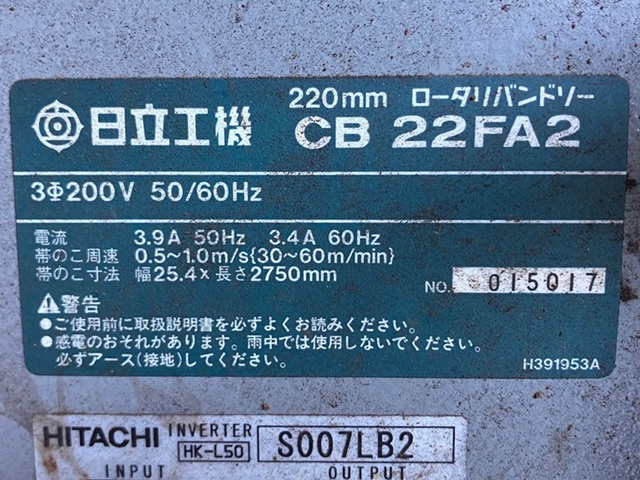 220mm ロータリバンドソー
日立工機 CB 22FA2
3Φ200V 50/60Hz
電流 3.9A 50Hz 3.4A 60Hz
帯のこ周速 0.5~1.0m/s{30~60m/min}
帯のこ寸法 幅25.4×長さ2750mm
NO. 015017
⚠警告
●ご使用前に取扱説明書を必ずよくお読みください。
●感電のおそれがあります。雨中では使用しないでください。
必ずアース(接地)してください。
H391953A
HITACHI INVERTER HK-L50 S007LB2
INPUT OUTPUT